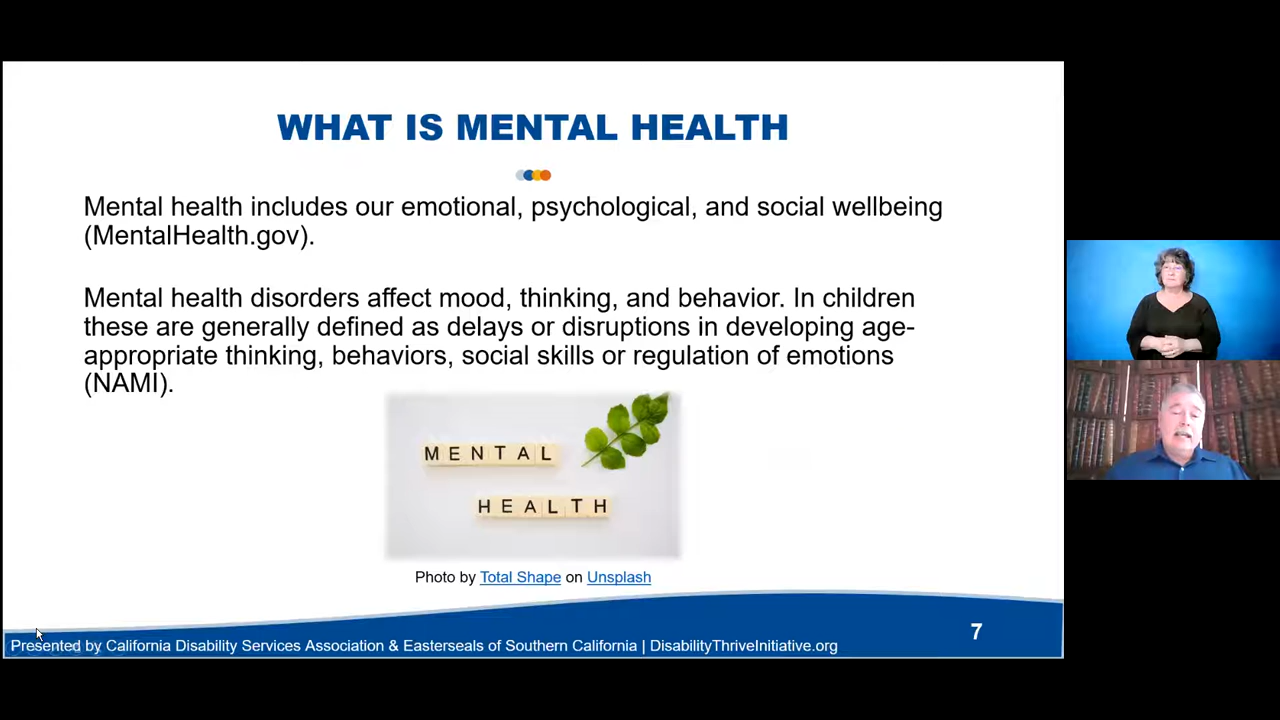 WHAT IS MENTAL HEALTH
Mental health includes our emotional, psychological, and social wellbeing
(MentalHealth.gov).
Mental health disorders affect mood, thinking, and behavior. In children
these are generally defined as delays or disruptions in developing age-
appropriate thinking, behaviors, social skills or regulation of emotions
(NAMI).
MENTAL
HEALTH
Photo by Total Shape on Unsplash
7
Presented by California Disability Services Association & Easterseals of Southern California | DisabilityThriveInitiative.org